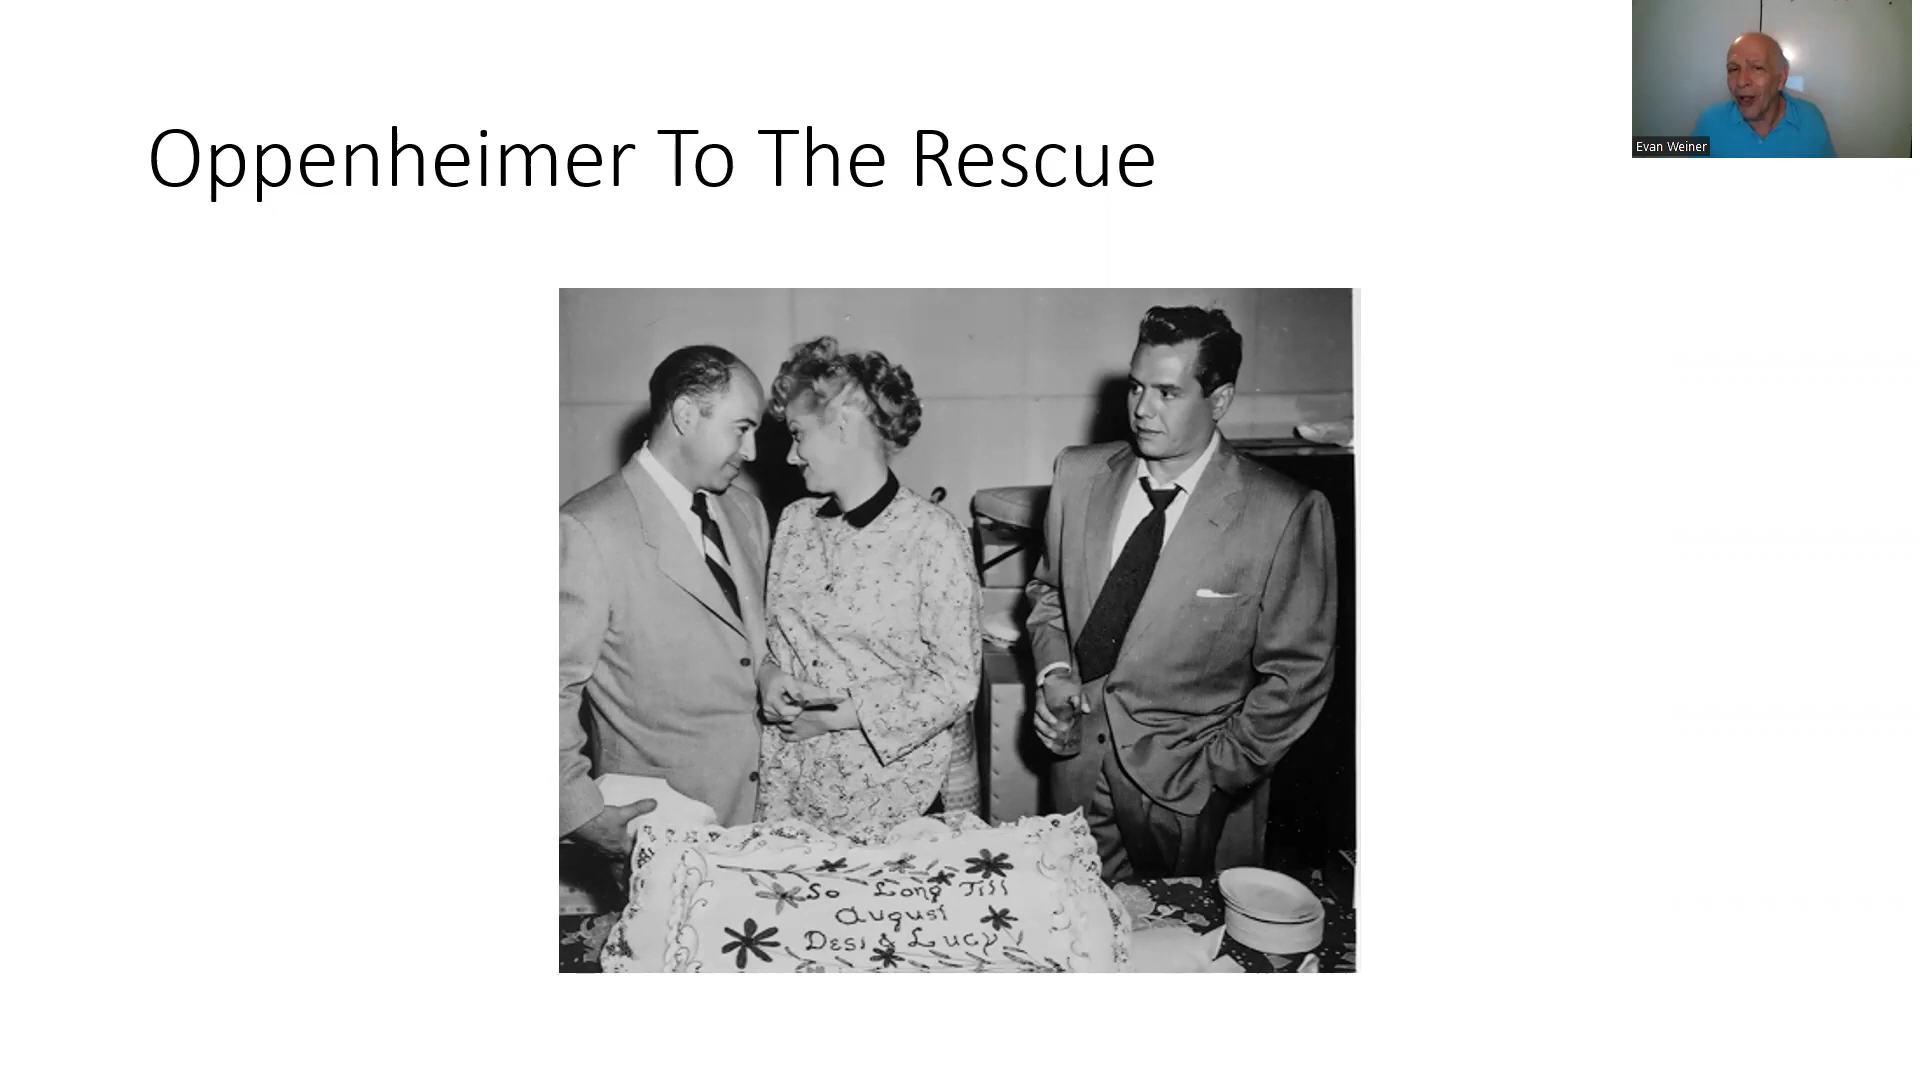 Oppenheimer To The Rescue
Evan Weiner
So Long Till
August
Desi & Lucy